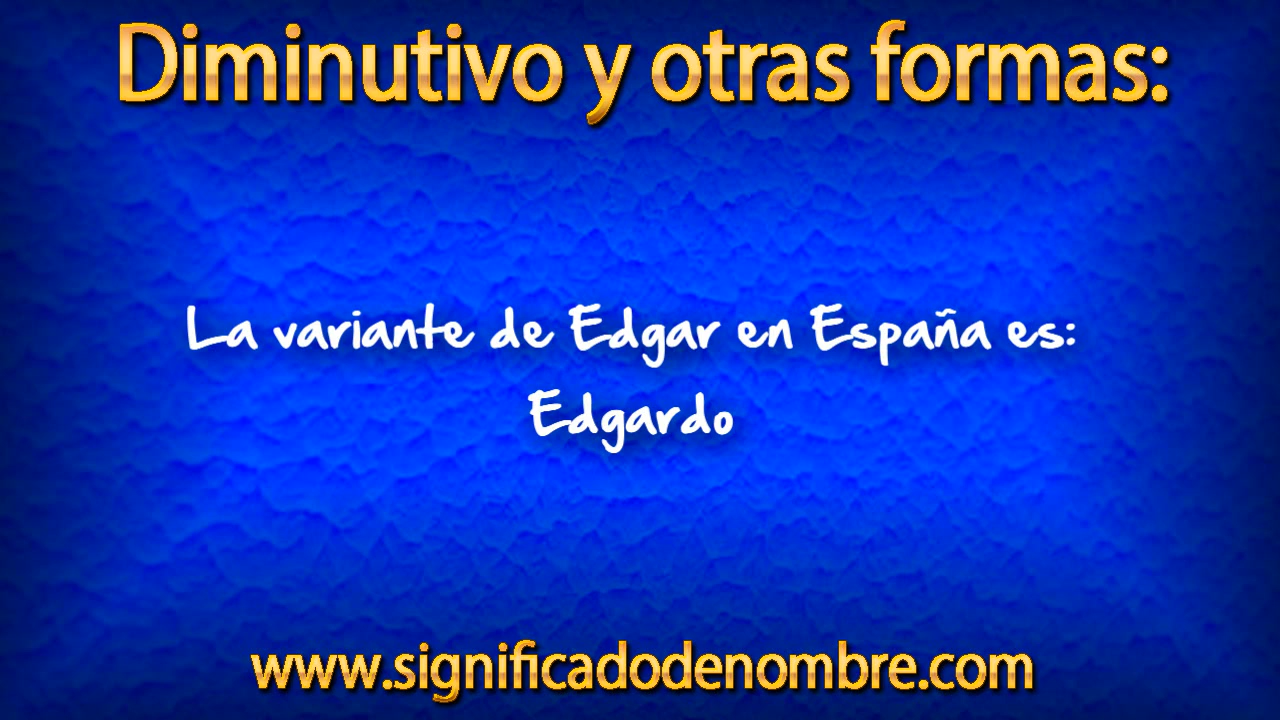 Diminutivo y otras formas:
La variante de Edgar en España es:
Edgardo
www.significadodenombre.com